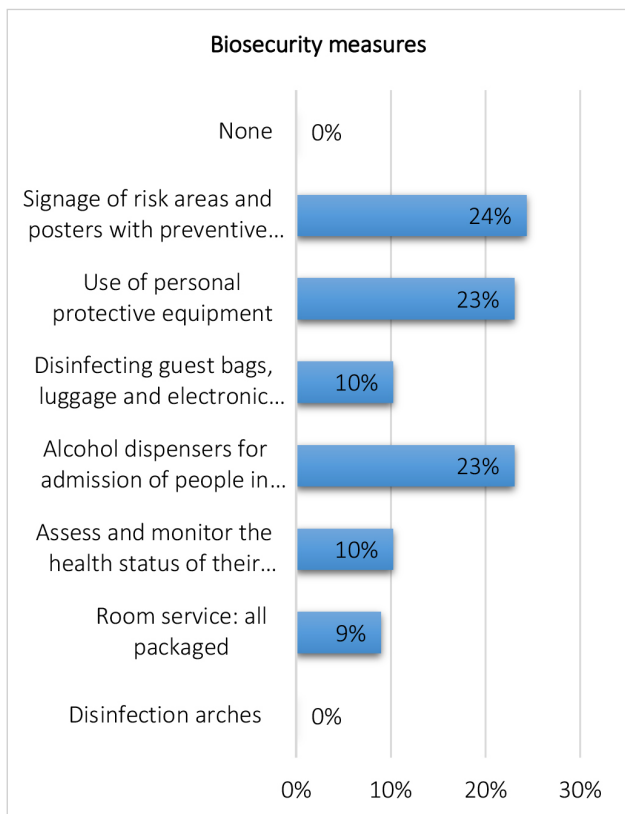 Biosecurity measures
None
0%
Signage of risk areas and
posters with preventive...
24%
Use of personal
protective equipment
23%
Disinfecting guest bags,
luggage and electronic...
10%
Alcohol dispensers for
admission of people in...
23%
Assess and monitor the
health status of their...
10%
Room service: all
packaged
9%
Disinfection arches
0%
0% 10% 20% 30%